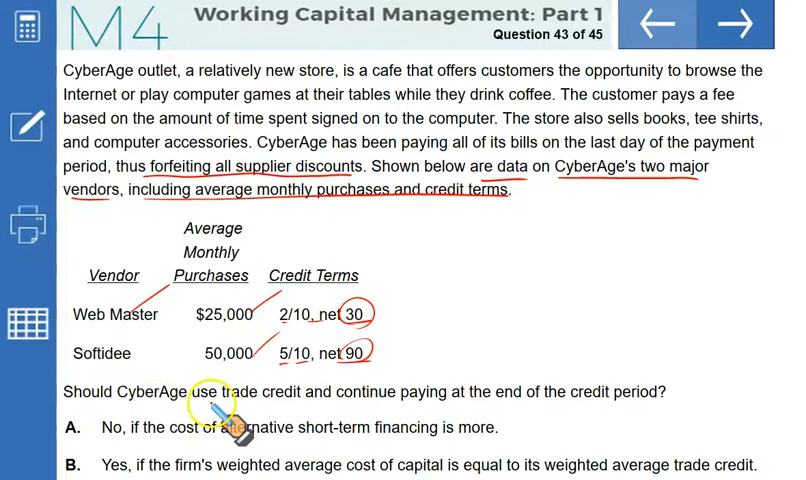 M4
Working Capital Management: Part 1
Question 43 of 45
CyberAge outlet, a relatively new store, is a cafe that offers customers the opportunity to browse the
Internet or play computer games at their tables while they drink coffee. The customer pays a fee
based on the amount of time spent signed on to the computer. The store also sells books, tee shirts,
and computer accessories. CyberAge has been paying all of its bills on the last day of the payment
period, thus forfeiting all supplier discounts. Shown below are data on CyberAge's two major
vendors, including average monthly purchases and credit terms.
Average
Monthly
Vendor Purchases Credit Terms
Web Master $25,000 2/10, net 30
Softidee 50,000 5/10, net 90
Should CyberAge use trade credit and continue paying at the end of the credit period?
A. No, if the cost of alternative short-term financing is more.
B. Yes, if the firm's weighted average cost of capital is equal to its weighted average trade credit.